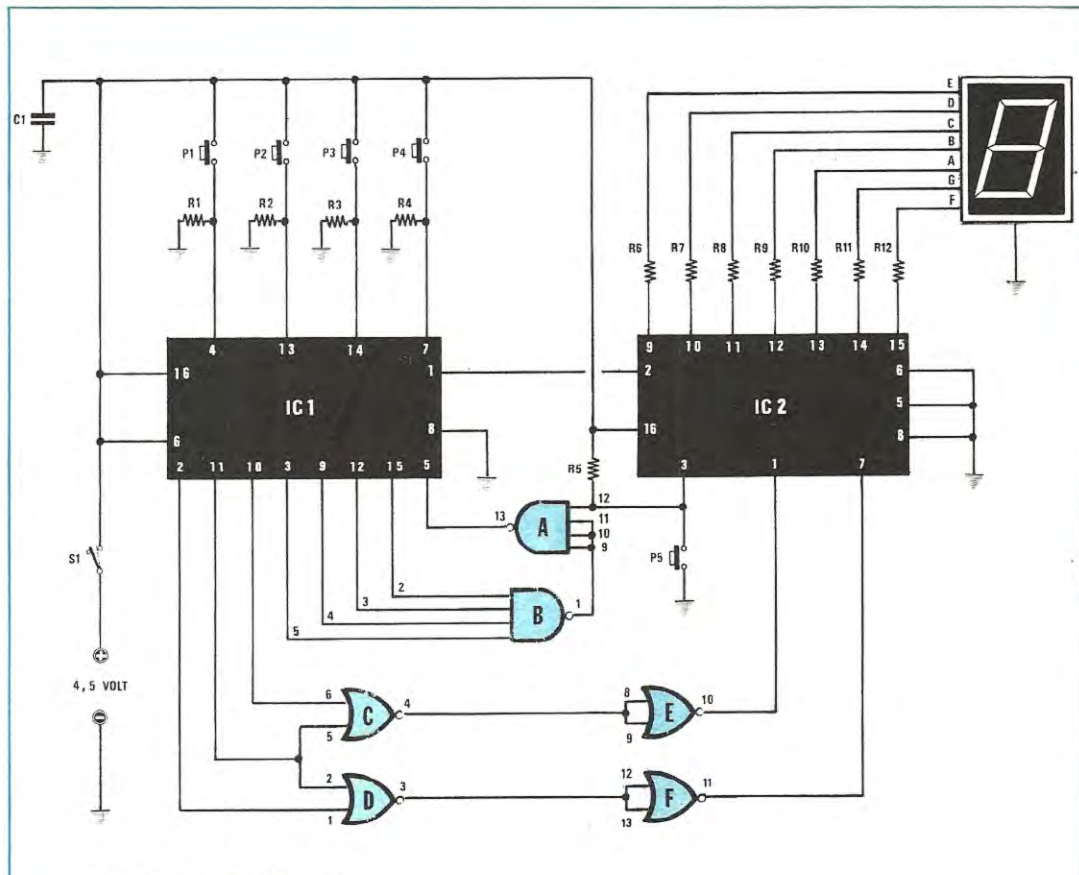 C1
E
D
C
B
A
G
F
P1 P2 P3 P4
R1 R2 R3 R4
R6 R7 R8 R9 R10 R11 R12
4 13 14 7
16 1
IC1
6 8
2 11 10 3 9 12 15 5
9 10 11 12 13 14 15
2 6
IC2
5
16 8
3 1 7
R5
13 A 12
11
10
9
P5
S1
2
3 B 1
4
5
4,5 VOLT
6 C 4
5
8 E 10
9
2 D 3
1
12 F 11
13